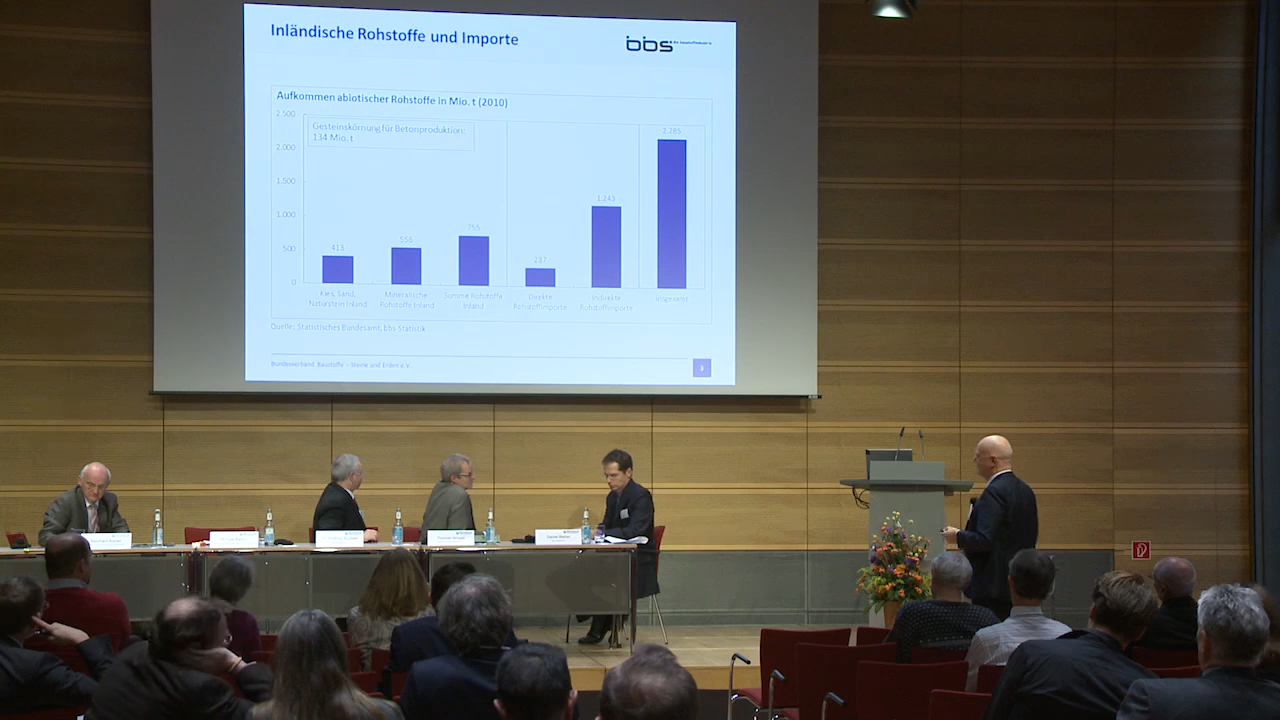 Inländische Rohstoffe und Importe
bbs
Aufkommen abiotischer Rohstoffe in Mio. t (2010)
2.500
2.000
1.500
1.000
500
0
Gesteinskörnung für Betonproduktion:
134 Mio. t
413
558
755
287
1.243
2.285
Kies, Sand,
Naturstein Inland
Mineralische
Rohstoffe Inland
Summe Rohstoffe
Inland
Direkte
Rohstoffimporte
Indirekte
Rohstoffimporte
Insgesamt
Quelle: Statistisches Bundesamt, bbs Statistik
Bundesverband Baustoffe – Steine und Erden e.V.
3